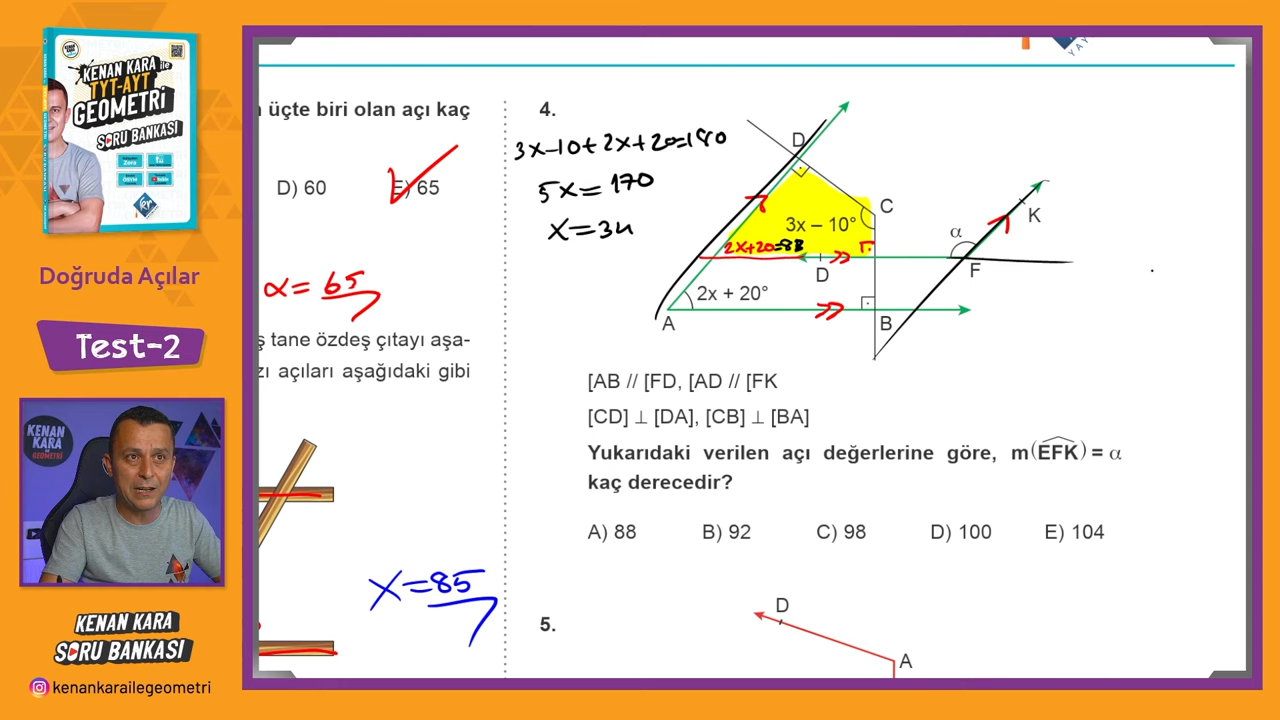 KENAN KARA ile
TYT-AYT
GEOMETRİ
SORU BANKASI
Doğruda Açılar
Test-2
KENAN KARA
ile
GEOMETRİ
KENAN KARA
SORU BANKASI
kenankarailegeometri
üçte biri olan açı kaç
D) 60
E) 65
α = 65
ş tane özdeş çıtayı aşa-
zı açıları aşağıdaki gibi
x = 85
YAY
4.
3x-10+2x+20=180
5x = 170
x = 34
D
C
3x – 10°
2x+20=88
D
α
K
F
2x + 20°
A
B
[AB // [FD, [AD // [FK
[CD] ⊥ [DA], [CB] ⊥ [BA]
Yukarıdaki verilen açı değerlerine göre, m(EFK) = α
kaç derecedir?
A) 88 B) 92 C) 98 D) 100 E) 104
5.
D
A